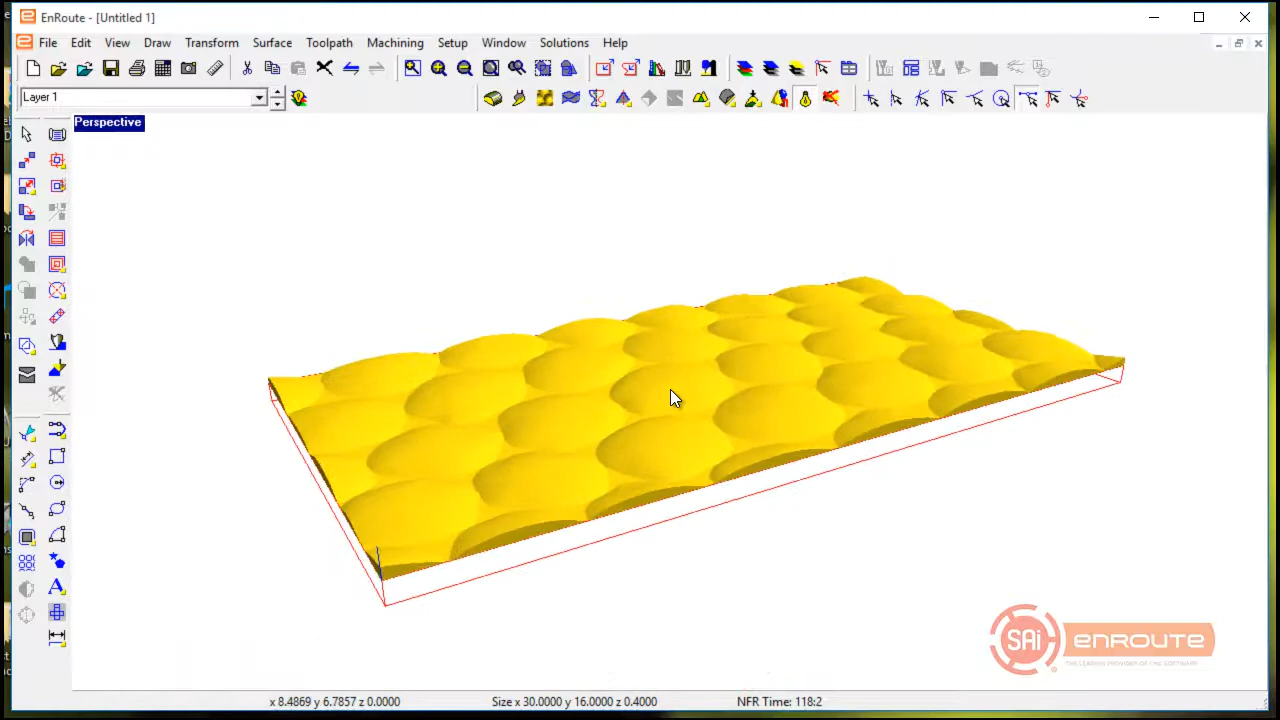 EnRoute - [Untitled 1]
File Edit View Draw Transform Surface Toolpath Machining Setup Window Solutions Help
Layer 1
Perspective
SAi ENROUTE
x 8.4869 y 6.7857 z 0.0000 Size x 30.0000 y 16.0000 z 0.4000 NFR Time: 118:2